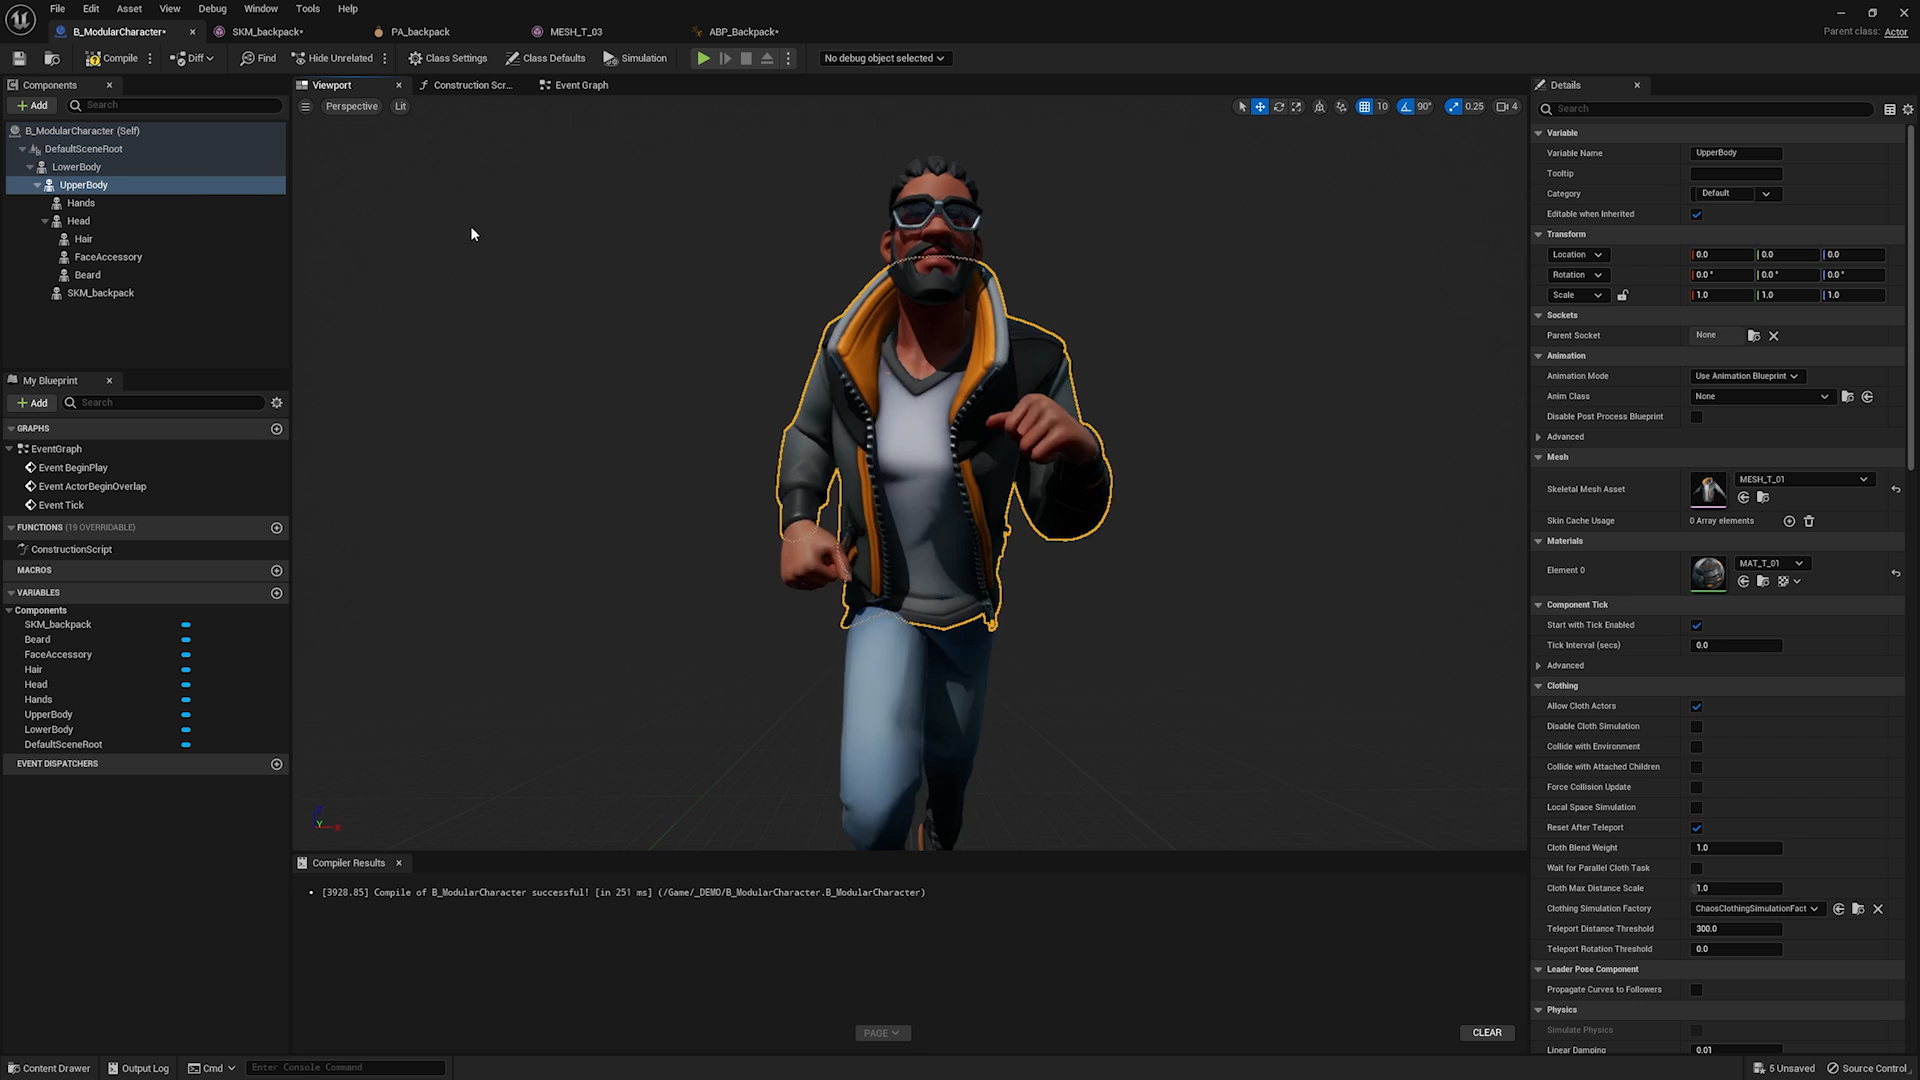 File Edit Asset View Debug Window Tools Help
B_ModularCharacter* SKM_backpack* PA_backpack MESH_T_03 ABP_Backpack*
Parent class: Actor
Compile Diff Find Hide Unrelated Class Settings Class Defaults Simulation No debug object selected
Components
Add Search
B_ModularCharacter (Self)
DefaultSceneRoot
LowerBody
UpperBody
Hands
Head
Hair
FaceAccessory
Beard
SKM_backpack
My Blueprint
Add Search
GRAPHS
EventGraph
Event BeginPlay
Event ActorBeginOverlap
Event Tick
FUNCTIONS (19 OVERRIDABLE)
ConstructionScript
MACROS
VARIABLES
Components
SKM_backpack
Beard
FaceAccessory
Hair
Head
Hands
UpperBody
LowerBody
DefaultSceneRoot
EVENT DISPATCHERS
Viewport Construction Scr... Event Graph
Perspective Lit 10 90° 0.25 4
Z
Y X
Compiler Results
• [3928.85] Compile of B_ModularCharacter successful! [in 251 ms] (/Game/_DEMO/B_ModularCharacter.B_ModularCharacter)
PAGE CLEAR
Details
Search
Variable
Variable Name UpperBody
Tooltip
Category Default
Editable when Inherited
Transform
Location 0.0 0.0 0.0
Rotation 0.0° 0.0° 0.0°
Scale 1.0 1.0 1.0
Sockets
Parent Socket None
Animation
Animation Mode Use Animation Blueprint
Anim Class None
Disable Post Process Blueprint
Advanced
Mesh
Skeletal Mesh Asset MESH_T_01
Skin Cache Usage 0 Array elements
Materials
Element 0 MAT_T_01
Component Tick
Start with Tick Enabled
Tick Interval (secs) 0.0
Advanced
Clothing
Allow Cloth Actors
Disable Cloth Simulation
Collide with Environment
Collide with Attached Children
Force Collision Update
Local Space Simulation
Reset After Teleport
Cloth Blend Weight 1.0
Wait for Parallel Cloth Task
Cloth Max Distance Scale 1.0
Clothing Simulation Factory ChaosClothingSimulationFact
Teleport Distance Threshold 300.0
Teleport Rotation Threshold 0.0
Leader Pose Component
Propagate Curves to Followers
Physics
Simulate Physics
Linear Damping 0.01
Content Drawer Output Log Cmd Enter Console Command 5 Unsaved Source Control